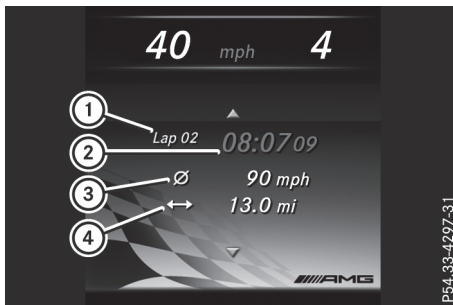 40 mph 4
1
Lap 02 08:07 09
2
3
Ø 90 mph
↔ 13.0 mi
4
AMG
P54.33-4297-31